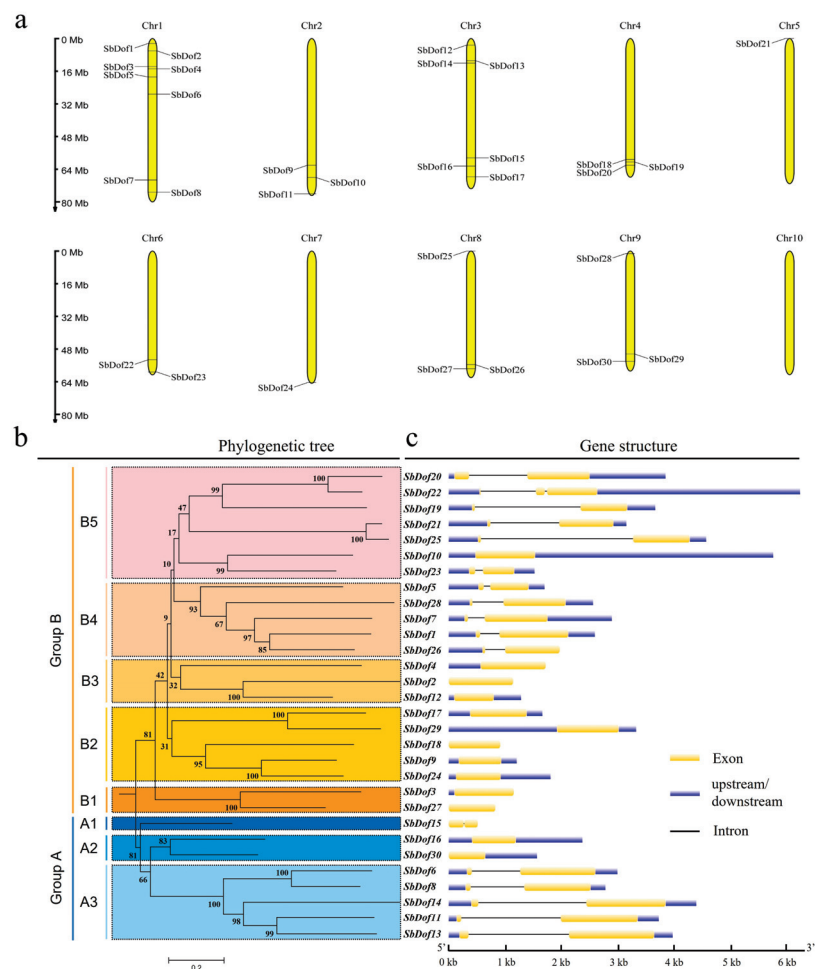 a
Chr1 Chr2 Chr3 Chr4 Chr5
0 Mb
16 Mb
32 Mb
48 Mb
64 Mb
80 Mb
SbDof1
SbDof2
SbDof3
SbDof4
SbDof5
SbDof6
SbDof7
SbDof8
SbDof9
SbDof10
SbDof11
SbDof12
SbDof13
SbDof14
SbDof15
SbDof16
SbDof17
SbDof18
SbDof19
SbDof20
SbDof21
Chr6 Chr7 Chr8 Chr9 Chr10
0 Mb
16 Mb
32 Mb
48 Mb
64 Mb
80 Mb
SbDof22
SbDof23
SbDof24
SbDof25
SbDof26
SbDof27
SbDof28
SbDof29
SbDof30
b
Phylogenetic tree
Group B
Group A
B5
B4
B3
B2
B1
A1
A2
A3
100
99
47
100
17
99
10
93
67
97
85
9
32
100
42
100
31
95
100
81
100
81
83
66
100
100
98
99
0.2
c
Gene structure
SbDof20
SbDof22
SbDof19
SbDof21
SbDof25
SbDof10
SbDof23
SbDof5
SbDof28
SbDof7
SbDof1
SbDof26
SbDof4
SbDof2
SbDof12
SbDof17
SbDof29
SbDof18
SbDof9
SbDof24
SbDof3
SbDof27
SbDof15
SbDof16
SbDof30
SbDof6
SbDof8
SbDof14
SbDof11
SbDof13
Exon
upstream/
downstream
Intron
5' 3'
0 kb 1 kb 2 kb 3 kb 4 kb 5 kb 6 kb